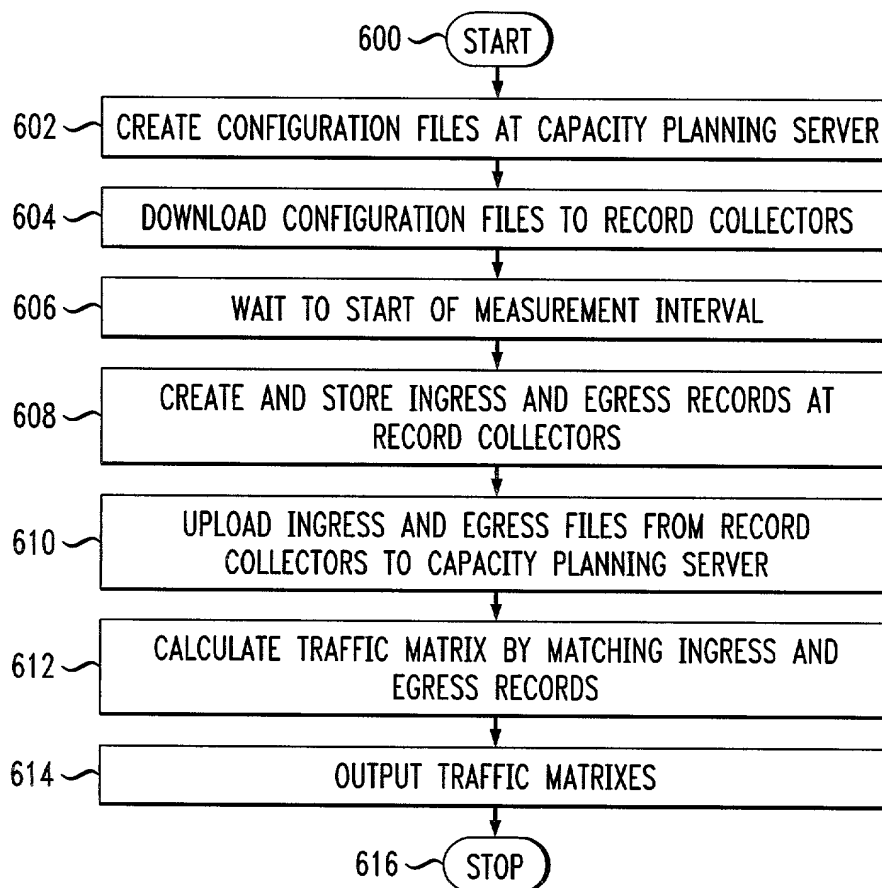 600 START
602 CREATE CONFIGURATION FILES AT CAPACITY PLANNING SERVER
604 DOWNLOAD CONFIGURATION FILES TO RECORD COLLECTORS
606 WAIT TO START OF MEASUREMENT INTERVAL
608 CREATE AND STORE INGRESS AND EGRESS RECORDS AT
RECORD COLLECTORS
610 UPLOAD INGRESS AND EGRESS FILES FROM RECORD
COLLECTORS TO CAPACITY PLANNING SERVER
612 CALCULATE TRAFFIC MATRIX BY MATCHING INGRESS AND
EGRESS RECORDS
614 OUTPUT TRAFFIC MATRIXES
616 STOP